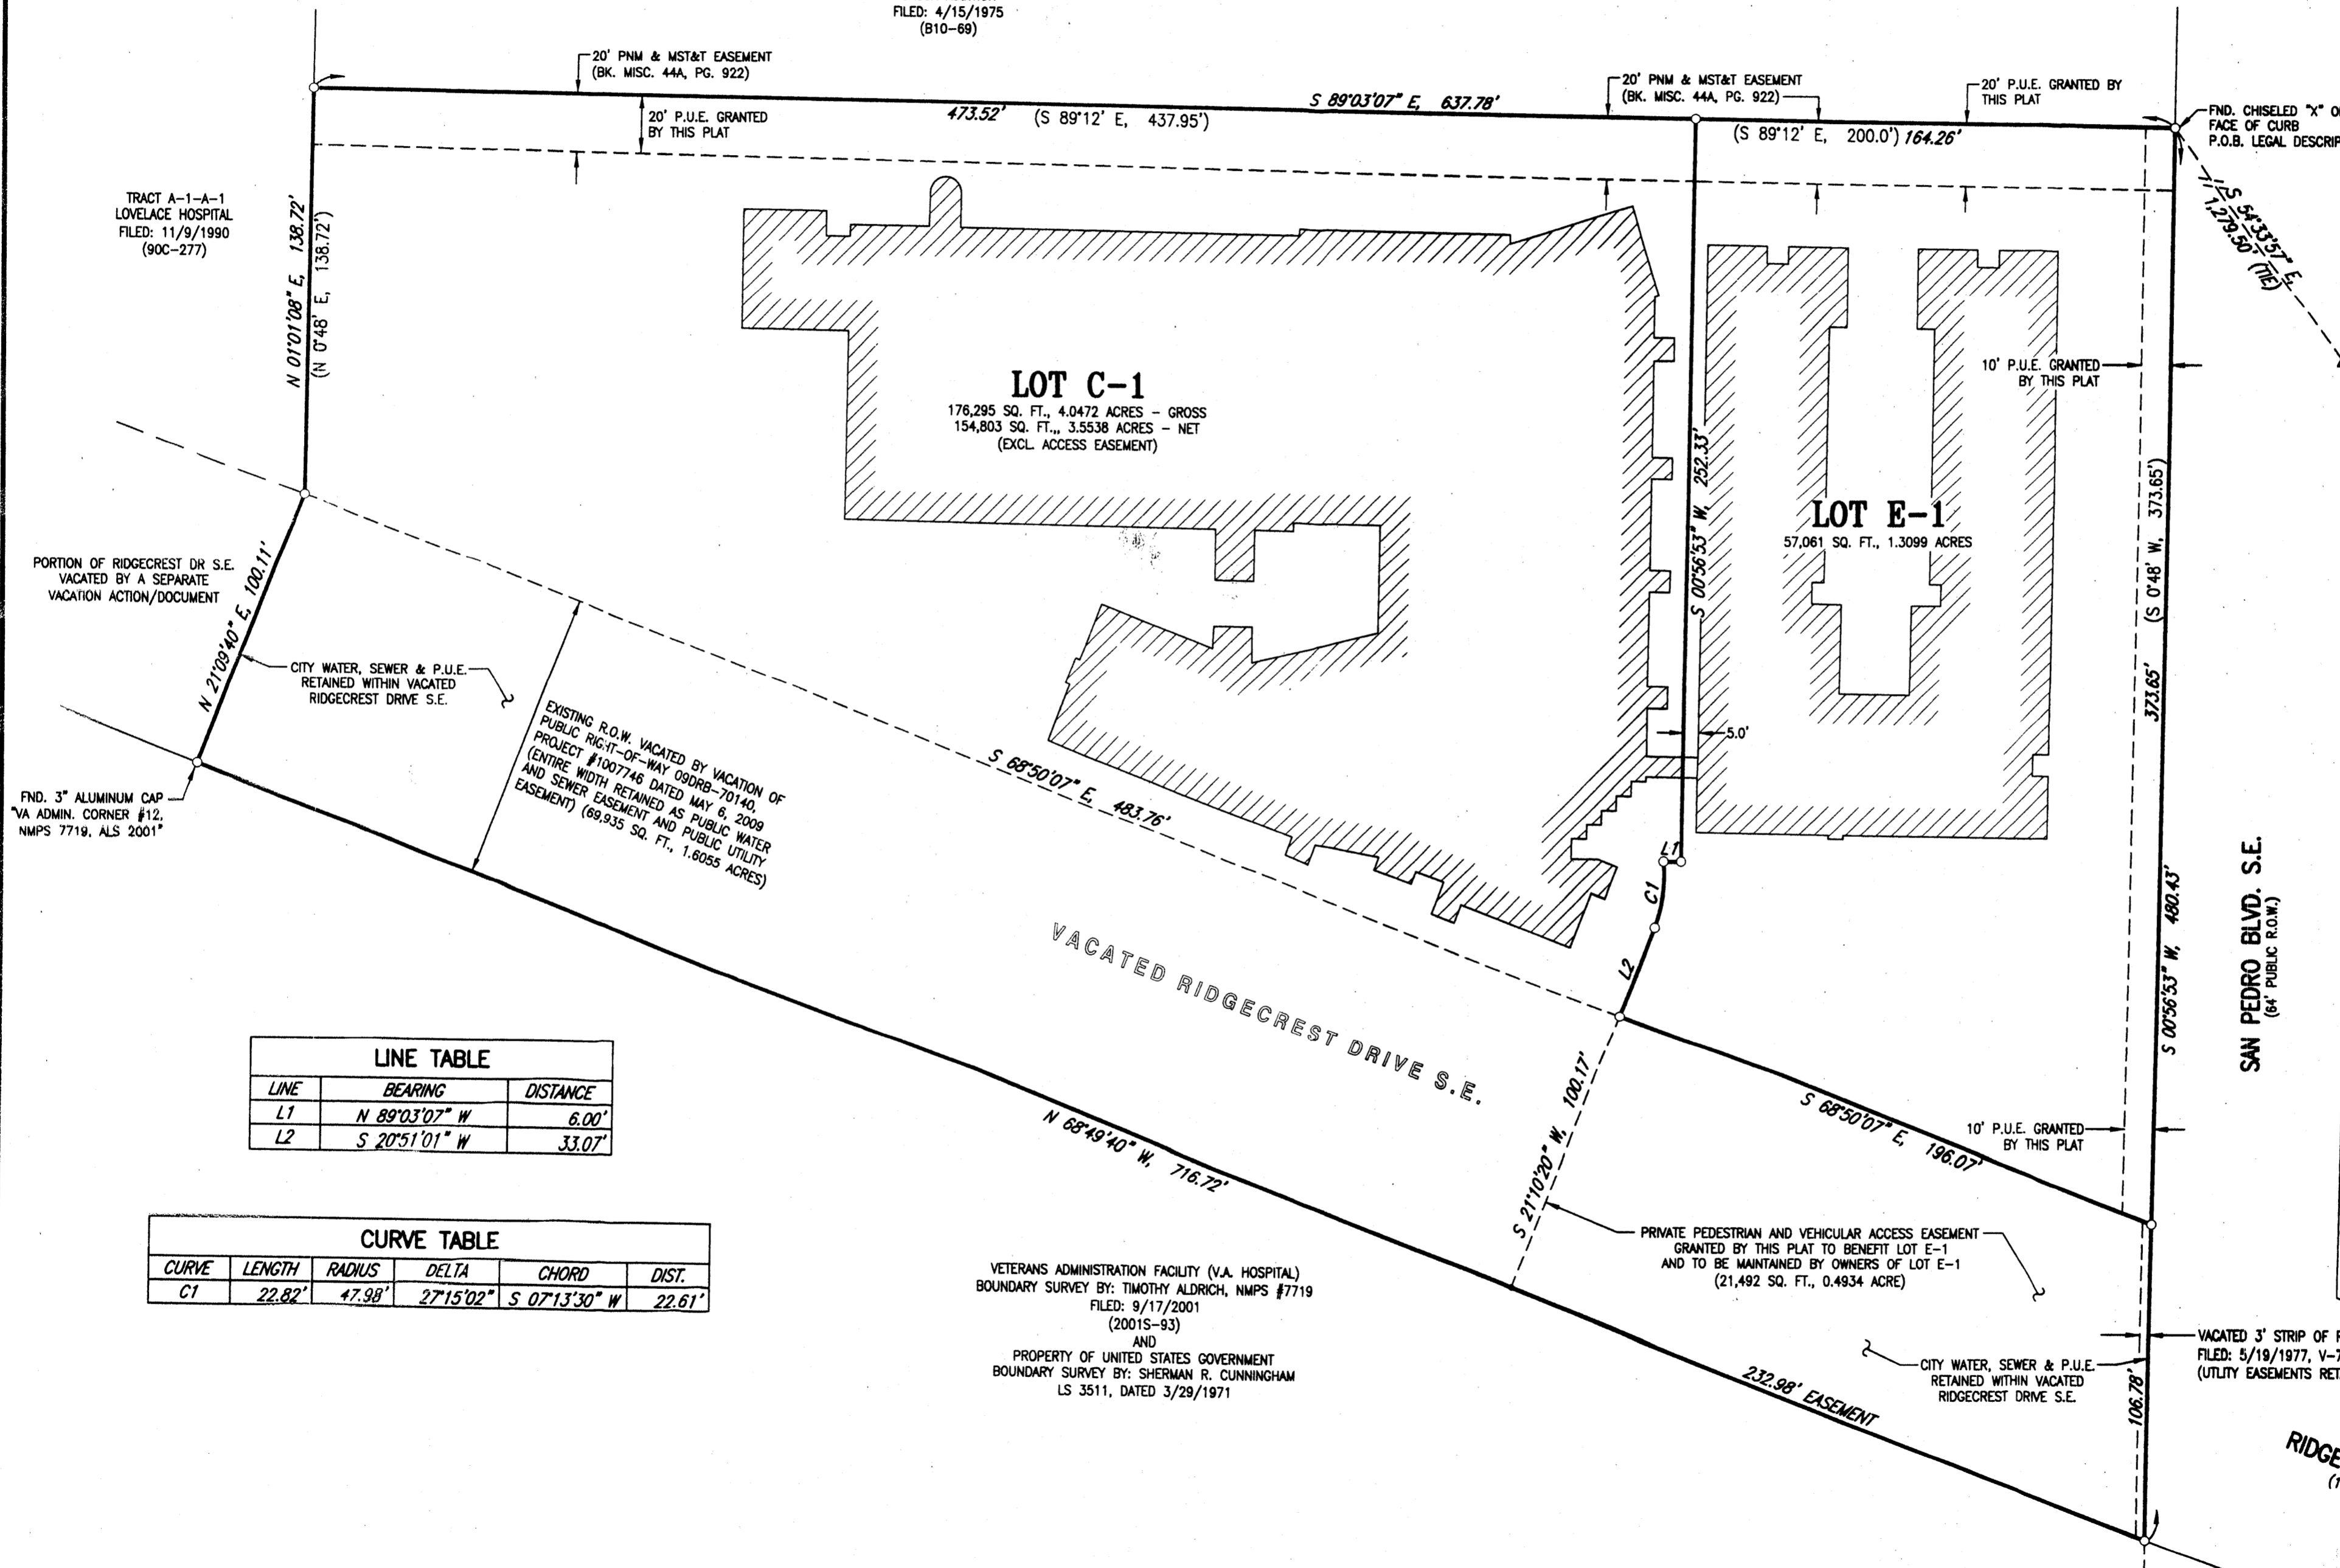 FILED: 4/15/1975
(B10-69)
20' PNM & MST&T EASEMENT
(BK. MISC. 44A, PG. 922)
20' P.U.E. GRANTED
BY THIS PLAT
473.52'
(S 89°12' E, 437.95')
S 89°03'07" E, 637.78'
20' PNM & MST&T EASEMENT
(BK. MISC. 44A, PG. 922)
20' P.U.E. GRANTED BY
THIS PLAT
(S 89°12' E, 200.0') 164.26'
FND. CHISELED "X"
FACE OF CURB
P.O.B. LEGAL
S 54°33'57" E,
1,279.50' (TIE)
TRACT A-1-A-1
LOVELACE HOSPITAL
FILED: 11/9/1990
(90C-277)
N 01°01'08" E, 138.72'
(N 0°48' E, 138.72')
LOT C-1
176,295 SQ. FT., 4.0472 ACRES - GROSS
154,803 SQ. FT.,, 3.5538 ACRES - NET
(EXCL. ACCESS EASEMENT)
S 00°56'53" W, 252.33'
LOT E-1
57,061 SQ. FT., 1.3099 ACRES
10' P.U.E. GRANTED
BY THIS PLAT
373.65' (S 0°48' W, 373.65')
PORTION OF RIDGECREST DR S.E.
VACATED BY A SEPARATE
VACATION ACTION/DOCUMENT
N 21°09'40" E, 100.11'
CITY WATER, SEWER & P.U.E.
RETAINED WITHIN VACATED
RIDGECREST DRIVE S.E.
EXISTING R.O.W. VACATED BY VACATION OF
PUBLIC RIGHT-OF-WAY 09DRB-70140,
PROJECT #1007746 DATED MAY 6, 2009
(ENTIRE WIDTH RETAINED AS PUBLIC WATER
AND SEWER EASEMENT AND PUBLIC UTILITY
EASEMENT) (69,935 SQ. FT., 1.6055 ACRES)
FND. 3" ALUMINUM CAP
"VA ADMIN. CORNER #12,
NMPS 7719, ALS 2001"
S 68°50'07" E, 483.76'
5.0'
L1
C1
L2
VACATED RIDGECREST DRIVE S.E.
S 00°56'53" W, 480.43'
SAN PEDRO BLVD. S.E.
(64' PUBLIC R.O.W.)
LINE TABLE
LINE BEARING DISTANCE
L1 N 89°03'07" W 6.00'
L2 S 20°51'01" W 33.07'
N 68°49'40" W, 716.72'
S 21°10'20" W, 100.17'
S 68°50'07" E, 196.07'
10' P.U.E. GRANTED
BY THIS PLAT
CURVE TABLE
CURVE LENGTH RADIUS DELTA CHORD DIST.
C1 22.82' 47.98' 27°15'02" S 07°13'30" W 22.61'
VETERANS ADMINISTRATION FACILITY (V.A. HOSPITAL)
BOUNDARY SURVEY BY: TIMOTHY ALDRICH, NMPS #7719
FILED: 9/17/2001
(2001S-93)
AND
PROPERTY OF UNITED STATES GOVERNMENT
BOUNDARY SURVEY BY: SHERMAN R. CUNNINGHAM
LS 3511, DATED 3/29/1971
PRIVATE PEDESTRIAN AND VEHICULAR ACCESS EASEMENT
GRANTED BY THIS PLAT TO BENEFIT LOT E-1
AND TO BE MAINTAINED BY OWNERS OF LOT E-1
(21,492 SQ. FT., 0.4934 ACRE)
VACATED 3' STRIP OF
FILED: 5/19/1977,
(UTLITY EASEMENTS
CITY WATER, SEWER & P.U.E.
RETAINED WITHIN VACATED
RIDGECREST DRIVE S.E.
232.98' EASEMENT
106.78'